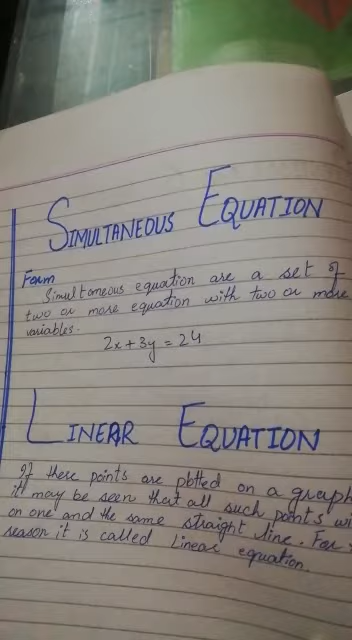 SIMULTANEOUS EQUATION
Form
Simultaneous equation are a set of
two or more equation with two or more
variables.
2x + 3y = 24
LINEAR EQUATION
If these points are plotted on a graph
it may be seen that all such points wi
on one and the same straight line. For
reason it is called Linear equation.